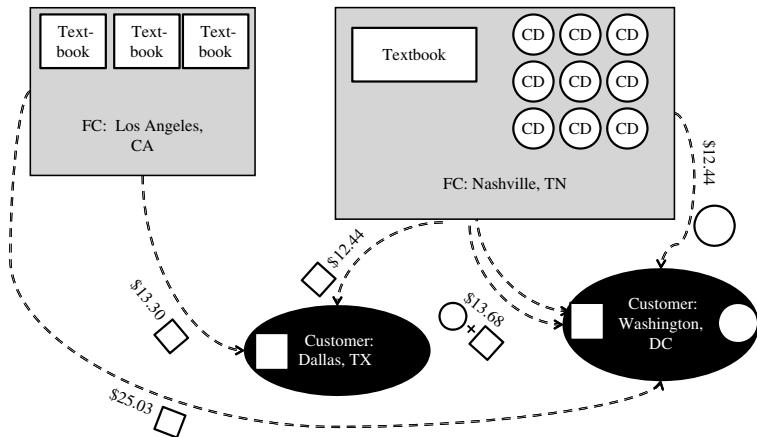 Text-
book
Text-
book
Text-
book
FC:  Los Angeles,
CA
Textbook
CD CD CD
CD CD CD
CD CD CD
FC: Nashville, TN
$12.44
$12.44
$13.30
$13.68
+
Customer:
Dallas, TX
Customer:
Washington,
DC
$25.03